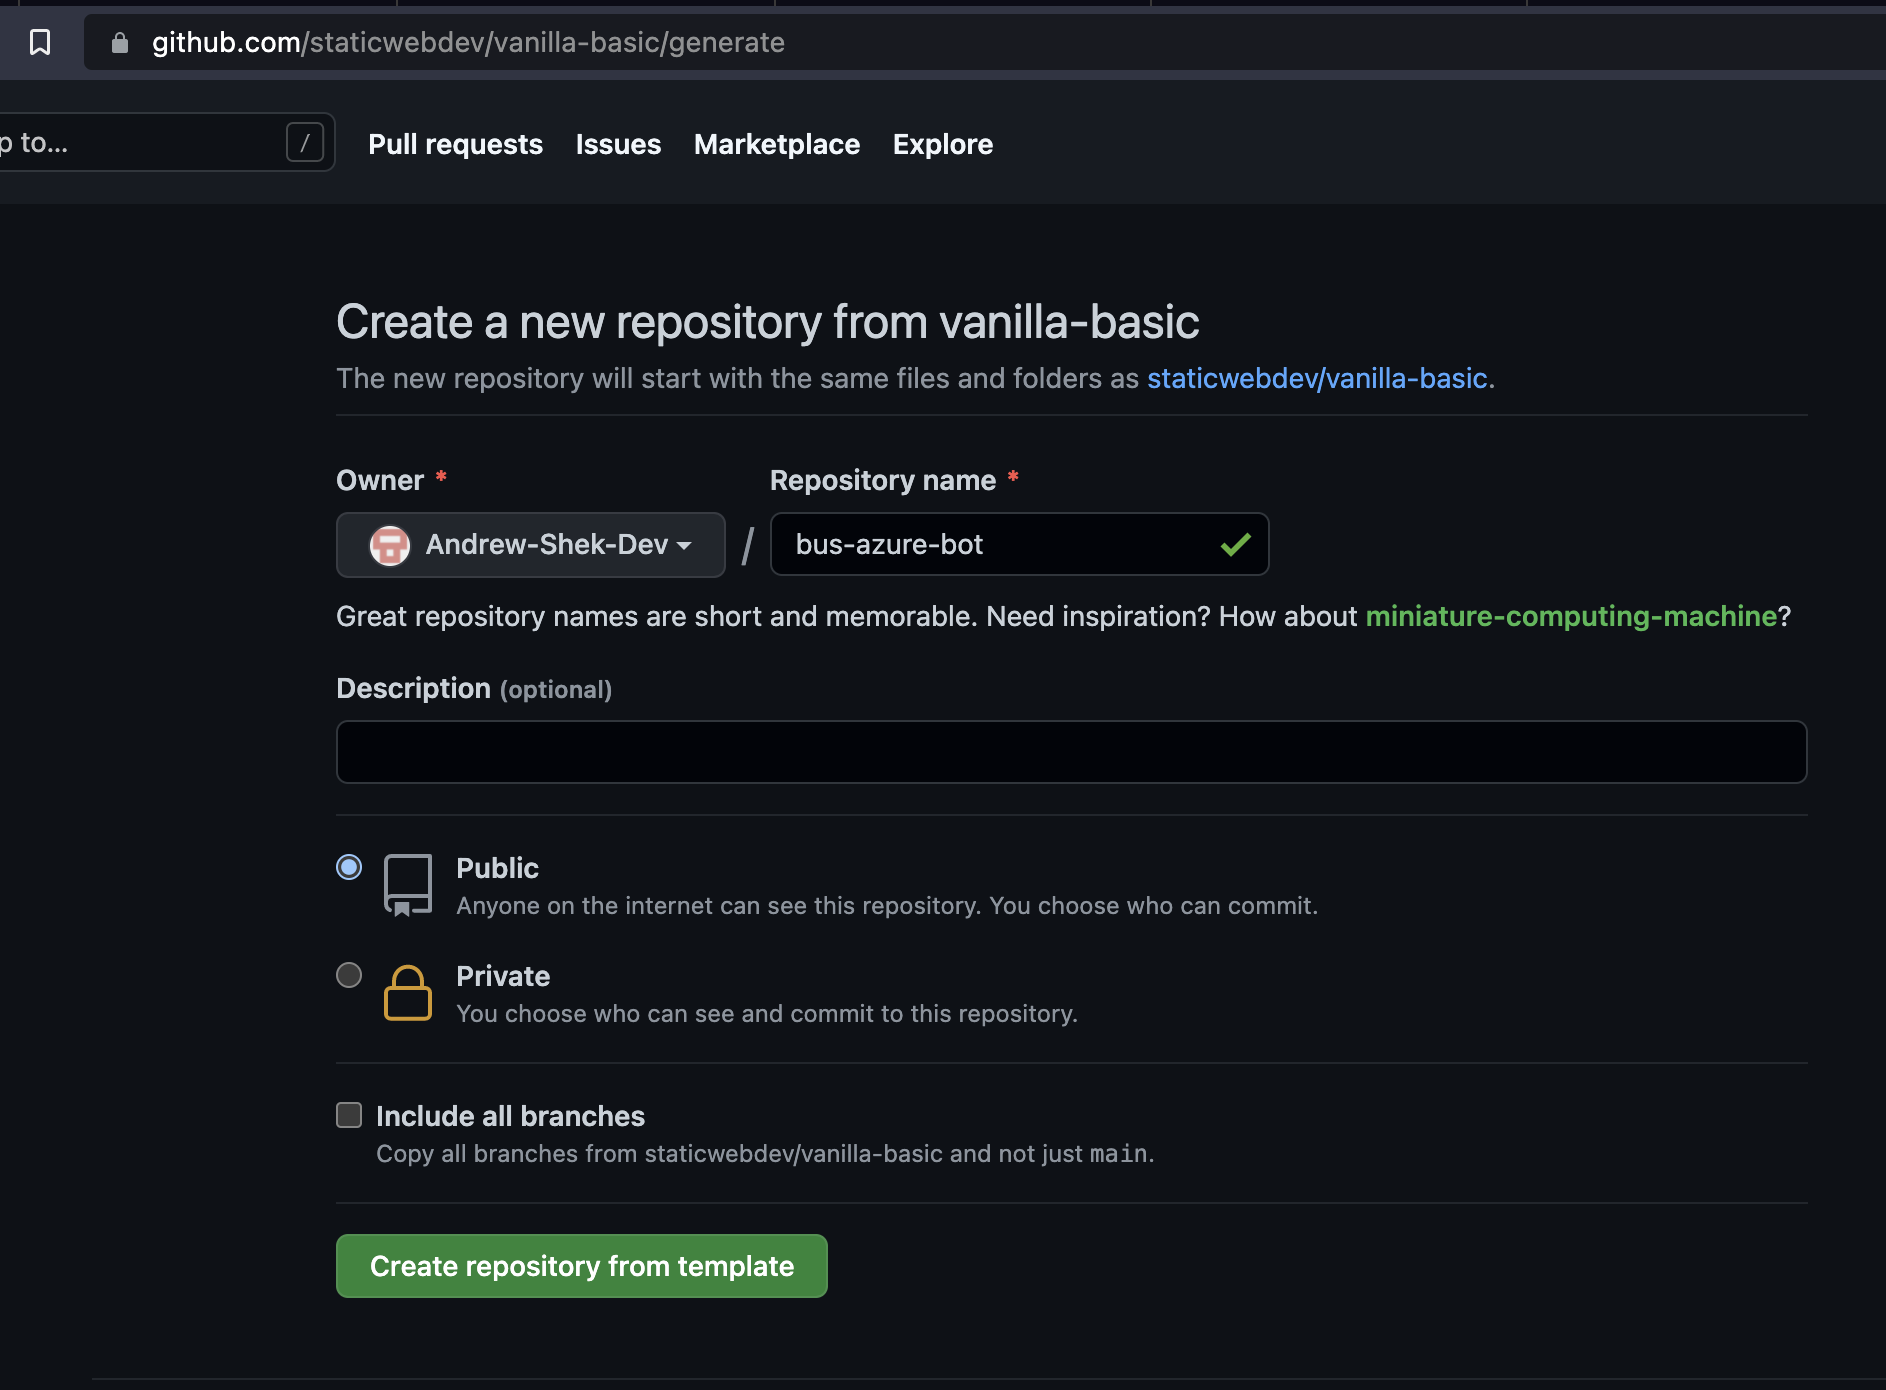 github.com/staticwebdev/vanilla-basic/generate
p to... /
Pull requests Issues Marketplace Explore
Create a new repository from vanilla-basic
The new repository will start with the same files and folders as staticwebdev/vanilla-basic.
Owner * Repository name *
Andrew-Shek-Dev / bus-azure-bot
Great repository names are short and memorable. Need inspiration? How about miniature-computing-machine?
Description (optional)
Public
Anyone on the internet can see this repository. You choose who can commit.
Private
You choose who can see and commit to this repository.
Include all branches
Copy all branches from staticwebdev/vanilla-basic and not just main.
Create repository from template